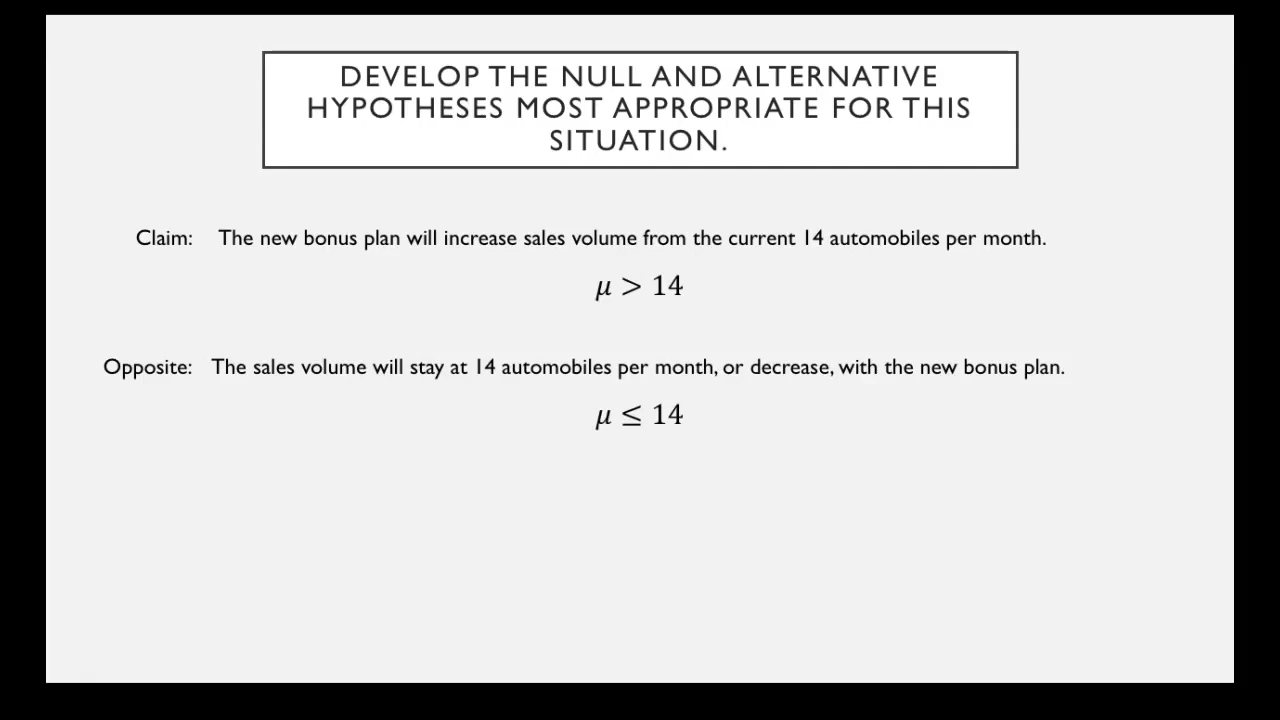 DEVELOP THE NULL AND ALTERNATIVE
HYPOTHESES MOST APPROPRIATE FOR THIS
SITUATION.
Claim: The new bonus plan will increase sales volume from the current 14 automobiles per month.
μ > 14
Opposite: The sales volume will stay at 14 automobiles per month, or decrease, with the new bonus plan.
μ ≤ 14